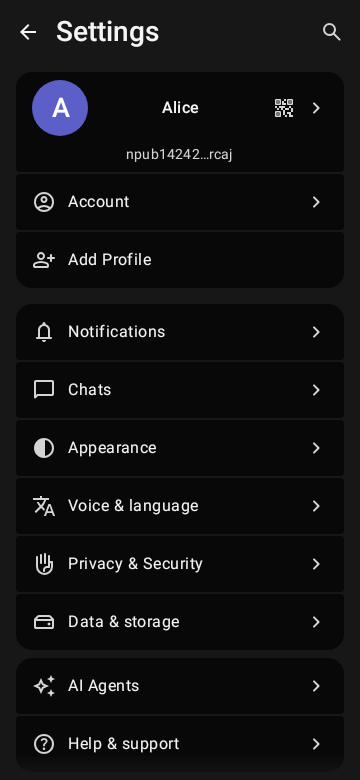 Settings
A
Alice
npub14242…rcaj
Account
Add Profile
Notifications
Chats
Appearance
Voice & language
Privacy & Security
Data & storage
AI Agents
Help & support